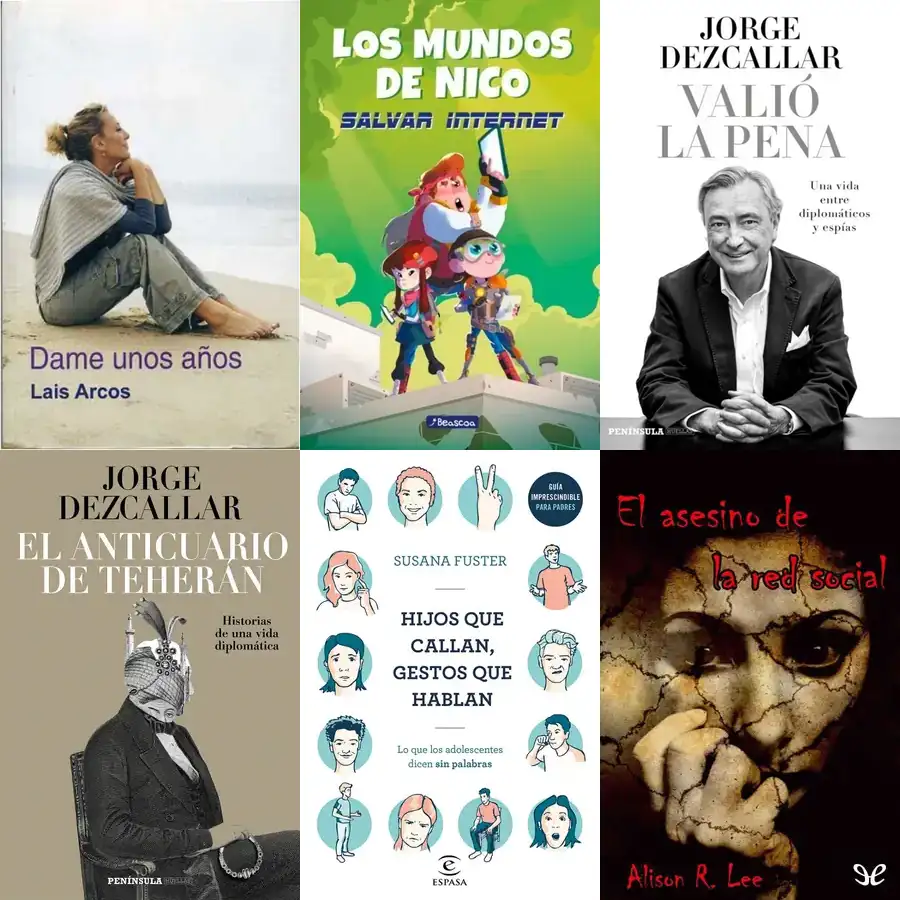 Dame unos años
Lais Arcos
LOS MUNDOS
DE NICO
SALVAR INTERNET
Beascoa
JORGE
DEZCALLAR
VALIÓ
LA PENA
Una vida
entre
diplomáticos
y espías
PENÍNSULA HUELLAS
JORGE
DEZCALLAR
EL ANTICUARIO
DE TEHERÁN
Historias
de una vida
diplomática
PENÍNSULA HUELLAS
GUÍA
IMPRESCINDIBLE
PARA PADRES
SUSANA FUSTER
HIJOS QUE
CALLAN,
GESTOS QUE
HABLAN
Lo que los adolescentes
dicen sin palabras
ESPASA
El asesino de
la red social
Alison R. Lee